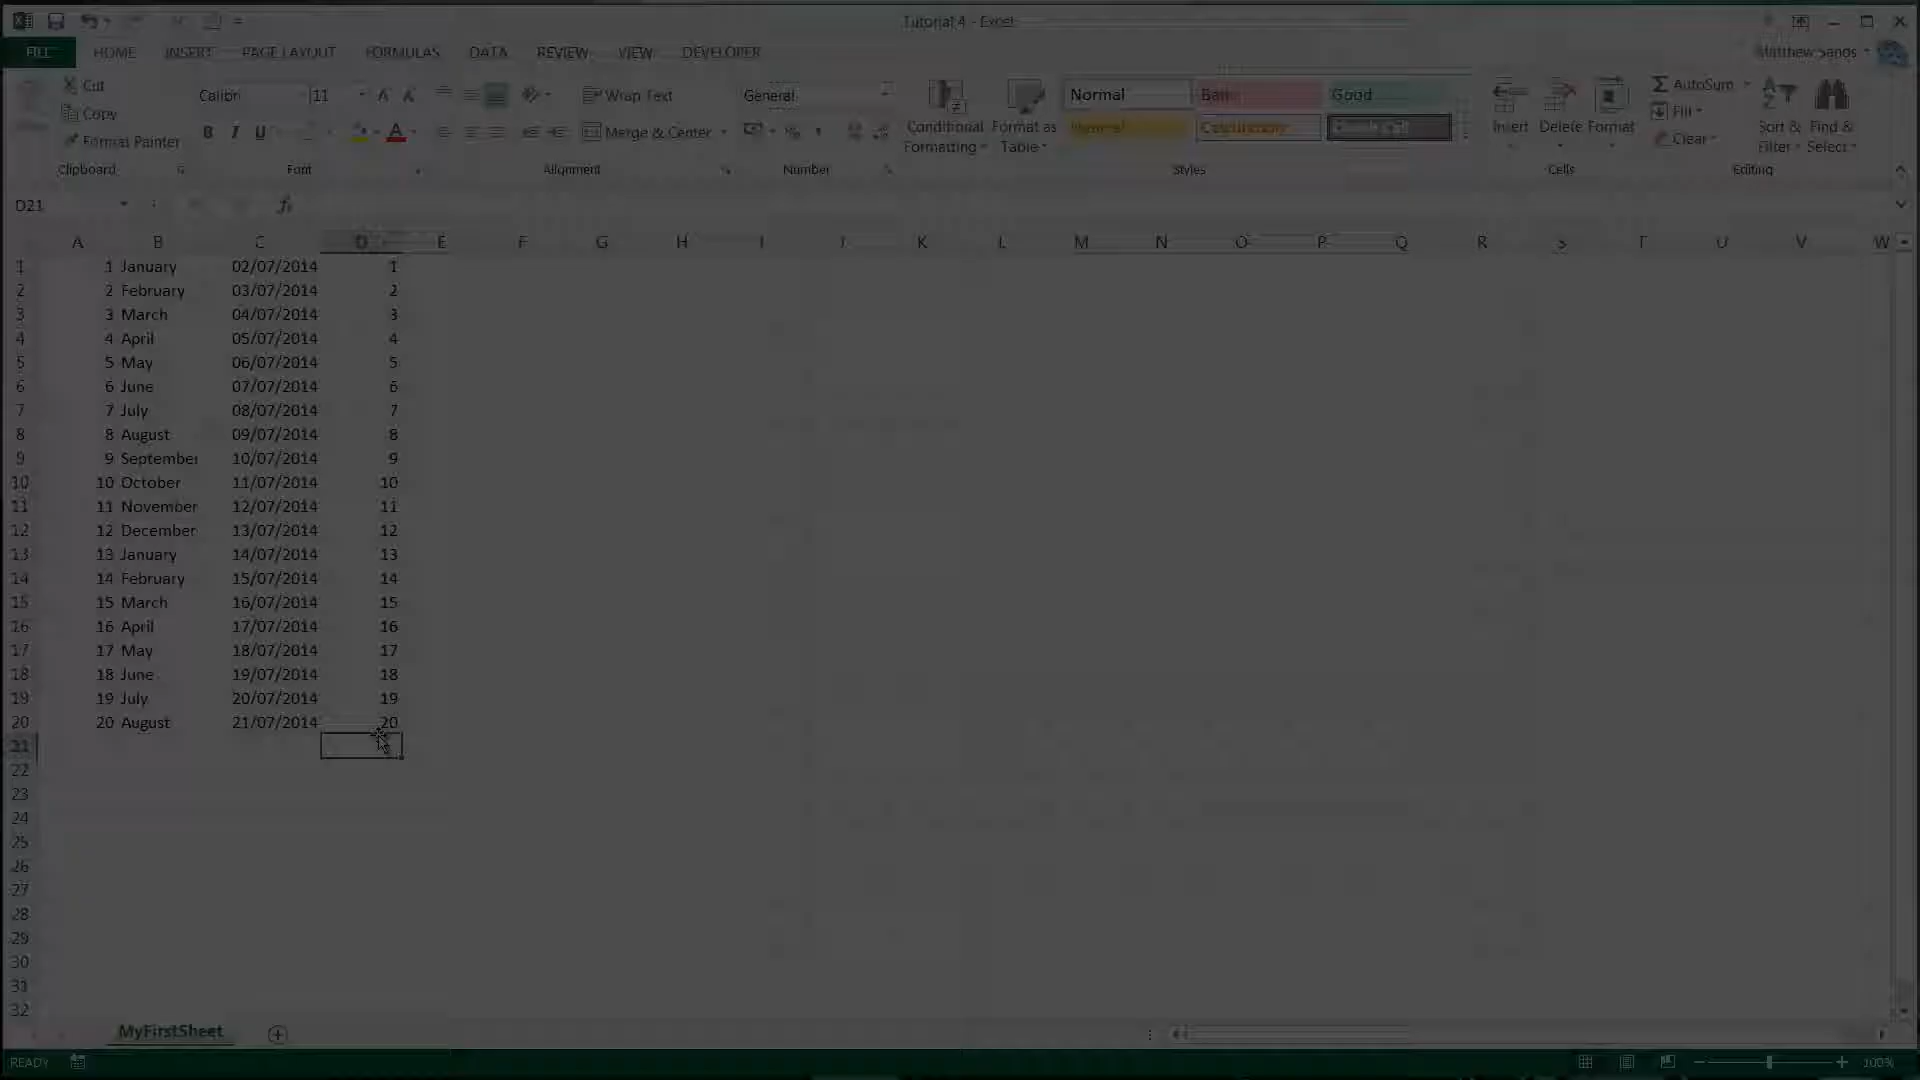 Tutorial 4 - Excel
FILE HOME INSERT PAGE LAYOUT FORMULAS DATA REVIEW VIEW DEVELOPER Matthew Sands
Cut
Copy
Format Painter
Clipboard
Calibri 11
B I U A
Font
Wrap Text
Merge & Center
Alignment
General
%
Number
Conditional Formatting
Format as Table
Normal Bad Good
Neutral Calculation
Styles
Insert Delete Format
Cells
AutoSum
Fill
Clear
Sort & Filter
Find & Select
Editing
D21 fx
A B C D E F G H I J K L M N O P Q R S T U V W
1 1 January 02/07/2014 1
2 2 February 03/07/2014 2
3 3 March 04/07/2014 3
4 4 April 05/07/2014 4
5 5 May 06/07/2014 5
6 6 June 07/07/2014 6
7 7 July 08/07/2014 7
8 8 August 09/07/2014 8
9 9 September 10/07/2014 9
10 10 October 11/07/2014 10
11 11 November 12/07/2014 11
12 12 December 13/07/2014 12
13 13 January 14/07/2014 13
14 14 February 15/07/2014 14
15 15 March 16/07/2014 15
16 16 April 17/07/2014 16
17 17 May 18/07/2014 17
18 18 June 19/07/2014 18
19 19 July 20/07/2014 19
20 20 August 21/07/2014 20
21
22
23
24
25
26
27
28
29
30
31
32
MyFirstSheet
READY 100%